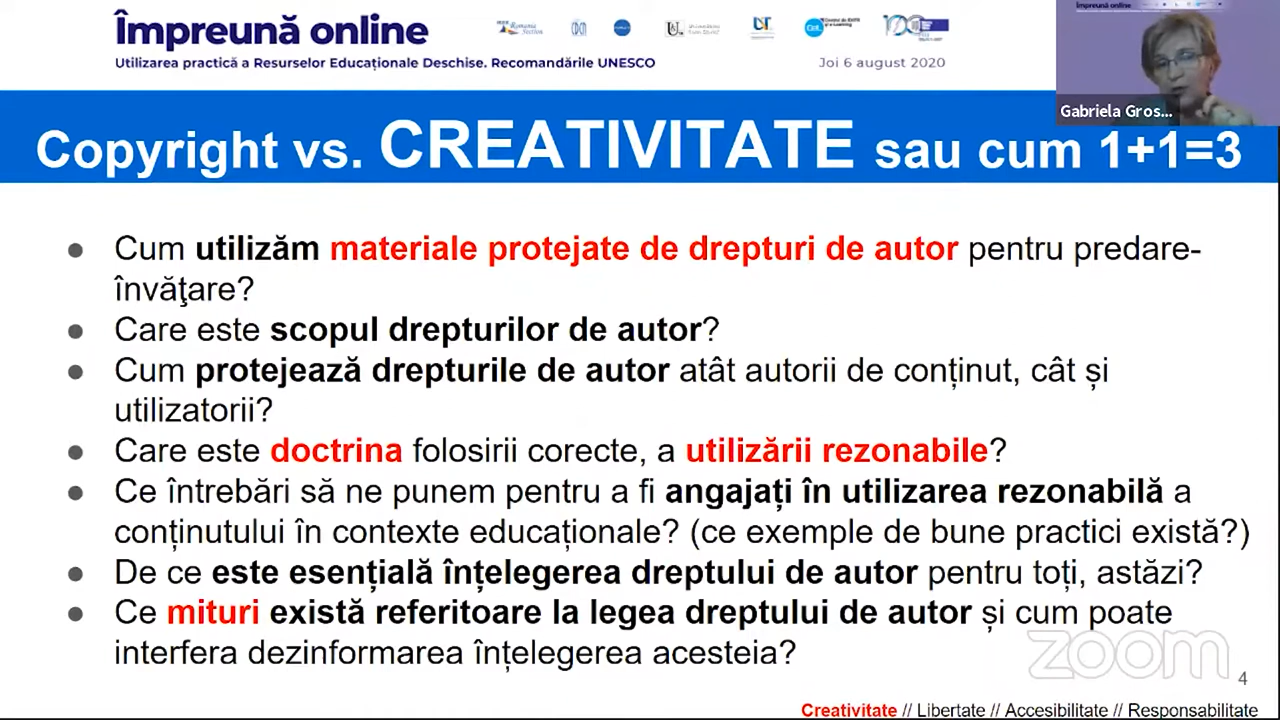 Împreună online
Utilizarea practică a Resurselor Educaționale Deschise. Recomandările UNESCO
Joi 6 august 2020
Gabriela Gros...
Copyright vs. CREATIVITATE sau cum 1+1=3
● Cum utilizăm materiale protejate de drepturi de autor pentru predare-
învăţare?
● Care este scopul drepturilor de autor?
● Cum protejează drepturile de autor atât autorii de conținut, cât și
utilizatorii?
● Care este doctrina folosirii corecte, a utilizării rezonabile?
● Ce întrebări să ne punem pentru a fi angajați în utilizarea rezonabilă a
conținutului în contexte educaționale? (ce exemple de bune practici există?)
● De ce este esențială înțelegerea dreptului de autor pentru toți, astăzi?
● Ce mituri există referitoare la legea dreptului de autor și cum poate
interfera dezinformarea înțelegerea acesteia?
zoom
4
Creativitate // Libertate // Accesibilitate // Responsabilitate